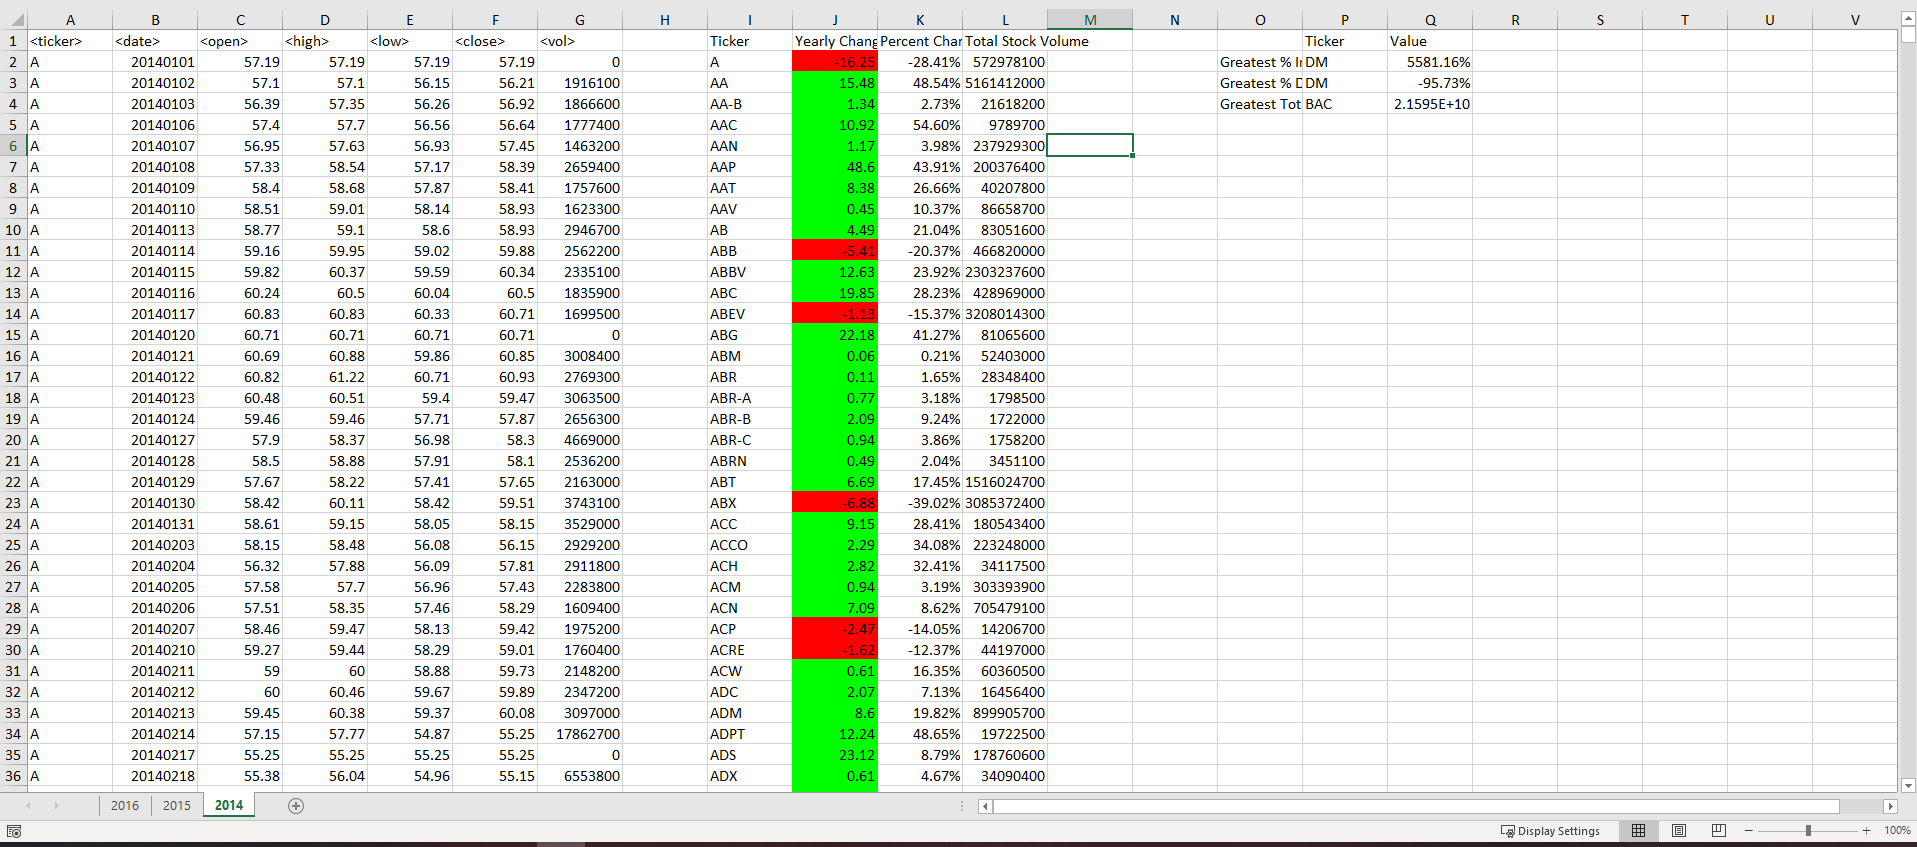 A B C D E F G H I J K L M N O P Q R S T U V
1 <ticker> <date> <open> <high> <low> <close> <vol> Ticker Yearly Chang Percent Char Total Stock Volume Ticker Value
2 A 20140101 57.19 57.19 57.19 57.19 0 A -16.25 -28.41% 572978100 Greatest % I DM 5581.16%
3 A 20140102 57.1 57.1 56.15 56.21 1916100 AA 15.48 48.54% 5161412000 Greatest % D DM -95.73%
4 A 20140103 56.39 57.35 56.26 56.92 1866600 AA-B 1.34 2.73% 21618200 Greatest Tot BAC 2.1595E+10
5 A 20140106 57.4 57.7 56.56 56.64 1777400 AAC 10.92 54.60% 9789700
6 A 20140107 56.95 57.63 56.93 57.45 1463200 AAN 1.17 3.98% 237929300
7 A 20140108 57.33 58.54 57.17 58.39 2659400 AAP 48.6 43.91% 200376400
8 A 20140109 58.4 58.68 57.87 58.41 1757600 AAT 8.38 26.66% 40207800
9 A 20140110 58.51 59.01 58.14 58.93 1623300 AAV 0.45 10.37% 86658700
10 A 20140113 58.77 59.1 58.6 58.93 2946700 AB 4.49 21.04% 83051600
11 A 20140114 59.16 59.95 59.02 59.88 2562200 ABB -5.41 -20.37% 466820000
12 A 20140115 59.82 60.37 59.59 60.34 2335100 ABBV 12.63 23.92% 2303237600
13 A 20140116 60.24 60.5 60.04 60.5 1835900 ABC 19.85 28.23% 428969000
14 A 20140117 60.83 60.83 60.33 60.71 1699500 ABEV -1.13 -15.37% 3208014300
15 A 20140120 60.71 60.71 60.71 60.71 0 ABG 22.18 41.27% 81065600
16 A 20140121 60.69 60.88 59.86 60.85 3008400 ABM 0.06 0.21% 52403000
17 A 20140122 60.82 61.22 60.71 60.93 2769300 ABR 0.11 1.65% 28348400
18 A 20140123 60.48 60.51 59.4 59.47 3063500 ABR-A 0.77 3.18% 1798500
19 A 20140124 59.46 59.46 57.71 57.87 2656300 ABR-B 2.09 9.24% 1722000
20 A 20140127 57.9 58.37 56.98 58.3 4669000 ABR-C 0.94 3.86% 1758200
21 A 20140128 58.5 58.88 57.91 58.1 2536200 ABRN 0.49 2.04% 3451100
22 A 20140129 57.67 58.22 57.41 57.65 2163000 ABT 6.69 17.45% 1516024700
23 A 20140130 58.42 60.11 58.42 59.51 3743100 ABX -6.88 -39.02% 3085372400
24 A 20140131 58.61 59.15 58.05 58.15 3529000 ACC 9.15 28.41% 180543400
25 A 20140203 58.15 58.48 56.08 56.15 2929200 ACCO 2.29 34.08% 223248000
26 A 20140204 56.32 57.88 56.09 57.81 2911800 ACH 2.82 32.41% 34117500
27 A 20140205 57.58 57.7 56.96 57.43 2283800 ACM 0.94 3.19% 303393900
28 A 20140206 57.51 58.35 57.46 58.29 1609400 ACN 7.09 8.62% 705479100
29 A 20140207 58.46 59.47 58.13 59.42 1975200 ACP -2.47 -14.05% 14206700
30 A 20140210 59.27 59.44 58.29 59.01 1760400 ACRE -1.62 -12.37% 44197000
31 A 20140211 59 60 58.88 59.73 2148200 ACW 0.61 16.35% 60360500
32 A 20140212 60 60.46 59.67 59.89 2347200 ADC 2.07 7.13% 16456400
33 A 20140213 59.45 60.38 59.37 60.08 3097000 ADM 8.6 19.82% 899905700
34 A 20140214 57.15 57.77 54.87 55.25 17862700 ADPT 12.24 48.65% 19722500
35 A 20140217 55.25 55.25 55.25 55.25 0 ADS 23.12 8.79% 178760600
36 A 20140218 55.38 56.04 54.96 55.15 6553800 ADX 0.61 4.67% 34090400
2016 2015 2014
Display Settings 100%